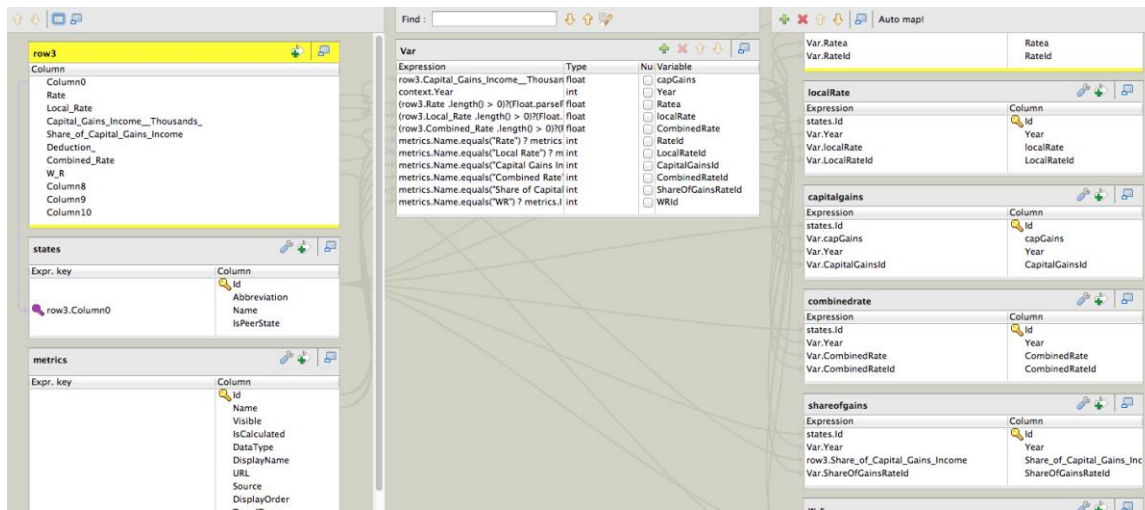 Find :
Auto map!
row3
Column
Column0
Rate
Local_Rate
Capital_Gains_Income__Thousands_
Share_of_Capital_Gains_Income
Deduction_
Combined_Rate
W_R
Column8
Column9
Column10
states
Expr. key Column
Id
Abbreviation
row3.Column0 Name
IsPeerState
metrics
Expr. key Column
Id
Name
Visible
IsCalculated
DataType
DisplayName
URL
Source
DisplayOrder
Var
Expression Type Nu Variable
row3.Capital_Gains_Income__Thousan float capGains
context.Year int Year
(row3.Rate .length() > 0)?(Float.parseF float Ratea
(row3.Local_Rate .length() > 0)?(Float. float localRate
(row3.Combined_Rate .length() > 0)?(F float CombinedRate
metrics.Name.equals("Rate") ? metrics int RateId
metrics.Name.equals("Local Rate") ? m int LocalRateId
metrics.Name.equals("Capital Gains In int CapitalGainsId
metrics.Name.equals("Combined Rate" int CombinedRateId
metrics.Name.equals("Share of Capital int ShareOfGainsRateId
metrics.Name.equals("WR") ? metrics.I int WRId
Var.Ratea Ratea
Var.RateId RateId
localRate
Expression Column
states.Id Id
Var.Year Year
Var.localRate localRate
Var.LocalRateId LocalRateId
capitalgains
Expression Column
states.Id Id
Var.capGains capGains
Var.Year Year
Var.CapitalGainsId CapitalGainsId
combinedrate
Expression Column
states.Id Id
Var.Year Year
Var.CombinedRate CombinedRate
Var.CombinedRateId CombinedRateId
shareofgains
Expression Column
states.Id Id
Var.Year Year
row3.Share_of_Capital_Gains_Income Share_of_Capital_Gains_Inc
Var.ShareOfGainsRateId ShareOfGainsRateId